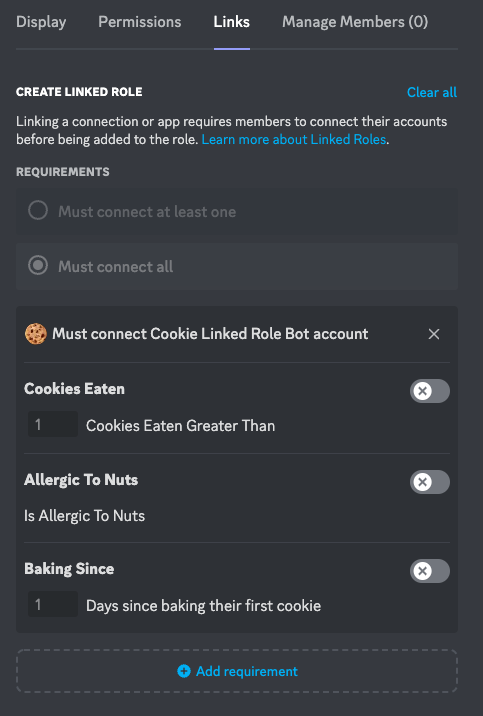 Display Permissions Links Manage Members (0)
CREATE LINKED ROLE Clear all
Linking a connection or app requires members to connect their accounts
before being added to the role. Learn more about Linked Roles.
REQUIREMENTS
Must connect at least one
Must connect all
Must connect Cookie Linked Role Bot account
Cookies Eaten
1 Cookies Eaten Greater Than
Allergic To Nuts
Is Allergic To Nuts
Baking Since
1 Days since baking their first cookie
Add requirement